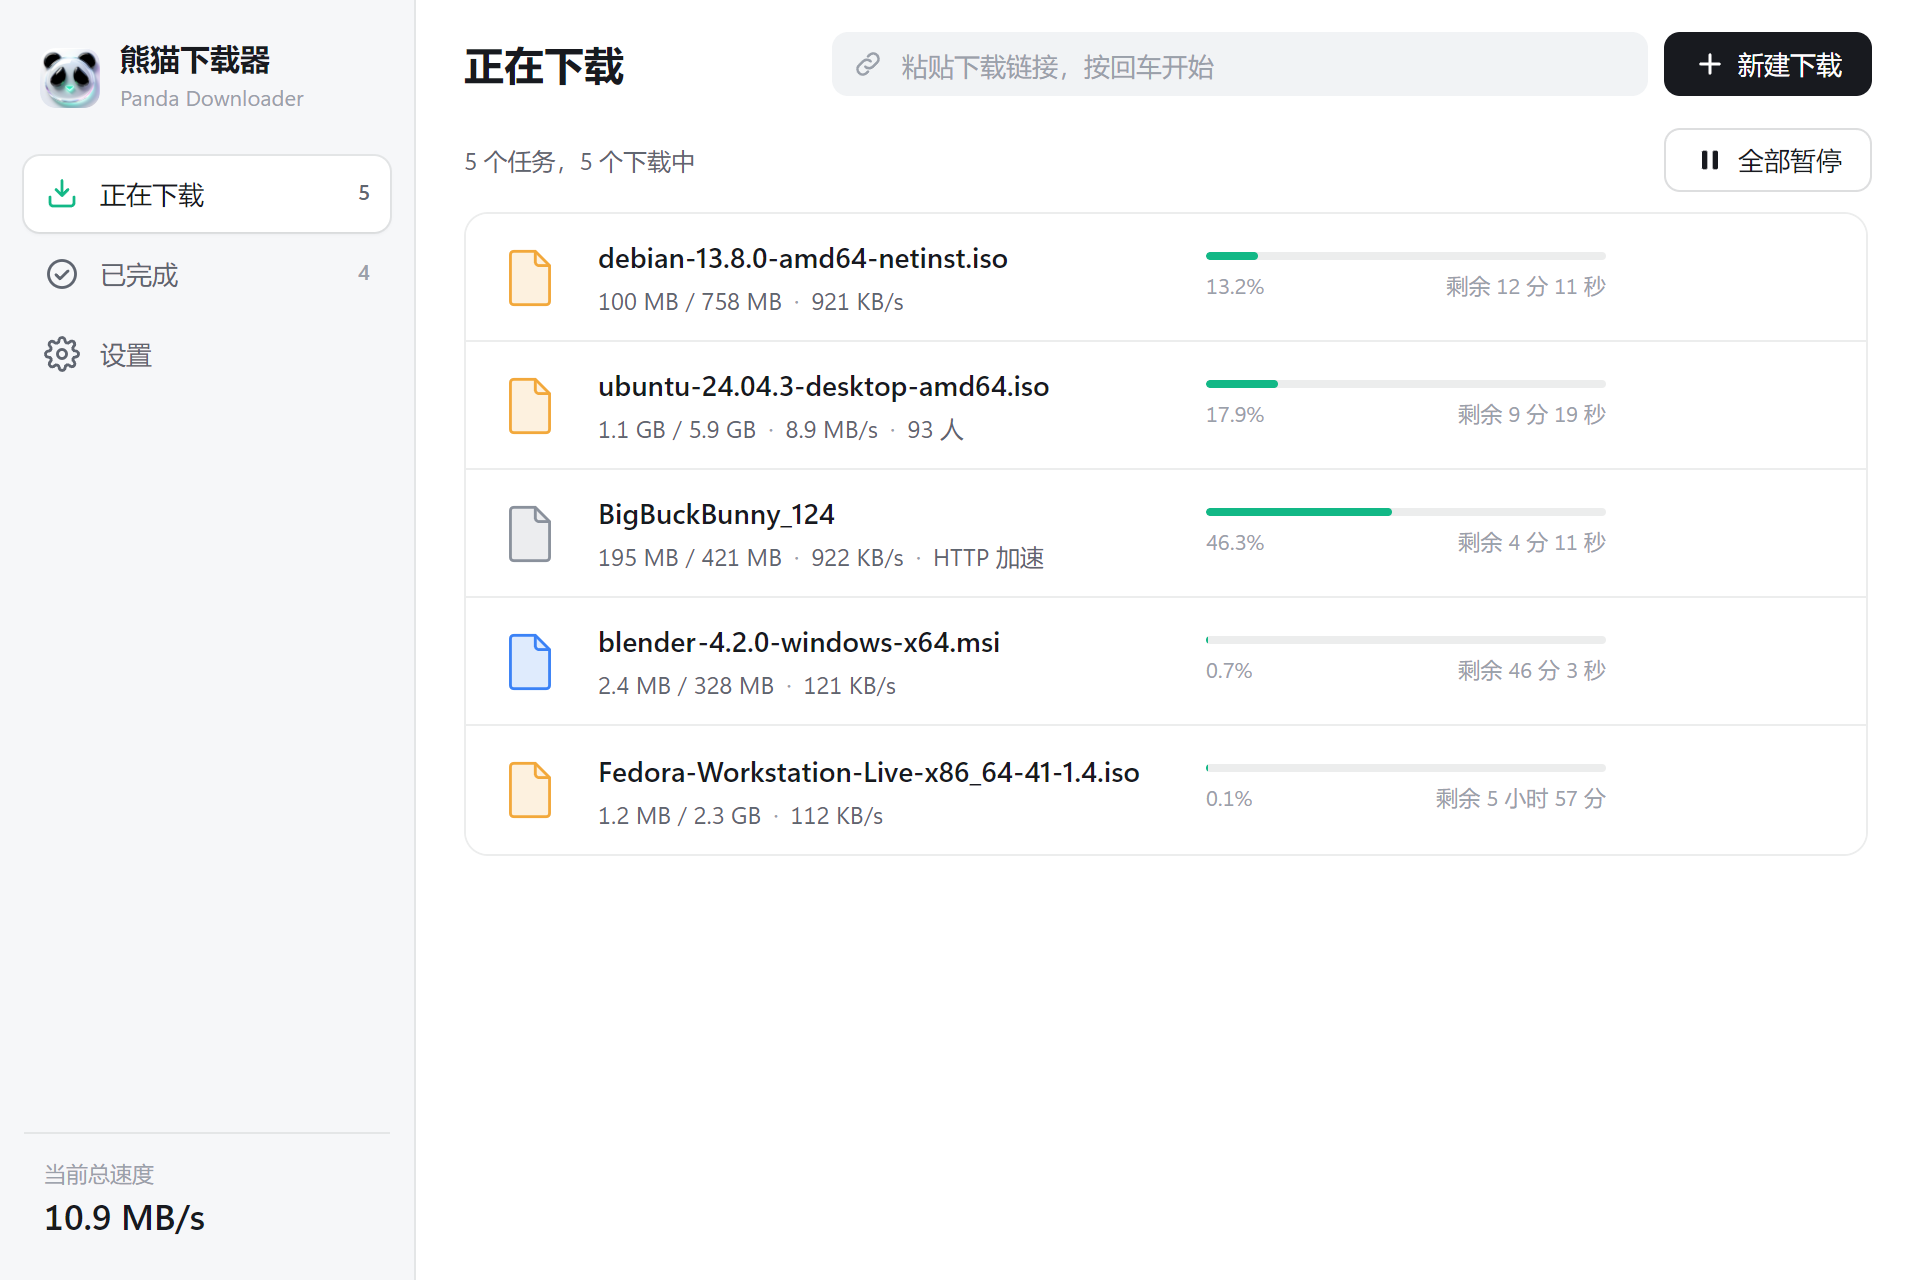 熊猫下载器
Panda Downloader
正在下载 5
已完成 4
设置
当前总速度
10.9 MB/s
正在下载
粘贴下载链接，按回车开始
新建下载
5 个任务，5 个下载中
全部暂停
debian-13.8.0-amd64-netinst.iso
100 MB / 758 MB · 921 KB/s
13.2% 剩余 12 分 11 秒
ubuntu-24.04.3-desktop-amd64.iso
1.1 GB / 5.9 GB · 8.9 MB/s · 93 人
17.9% 剩余 9 分 19 秒
BigBuckBunny_124
195 MB / 421 MB · 922 KB/s · HTTP 加速
46.3% 剩余 4 分 11 秒
blender-4.2.0-windows-x64.msi
2.4 MB / 328 MB · 121 KB/s
0.7% 剩余 46 分 3 秒
Fedora-Workstation-Live-x86_64-41-1.4.iso
1.2 MB / 2.3 GB · 112 KB/s
0.1% 剩余 5 小时 57 分